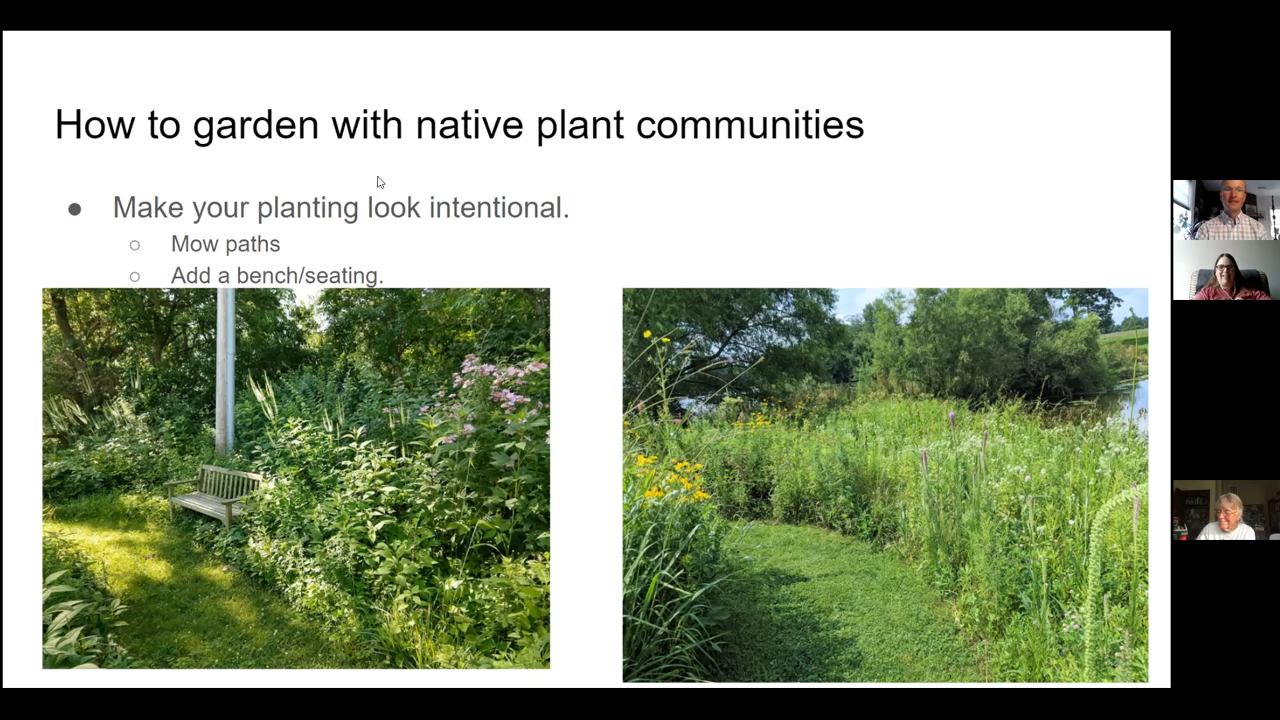 How to garden with native plant communities
● Make your planting look intentional.
○ Mow paths
○ Add a bench/seating.